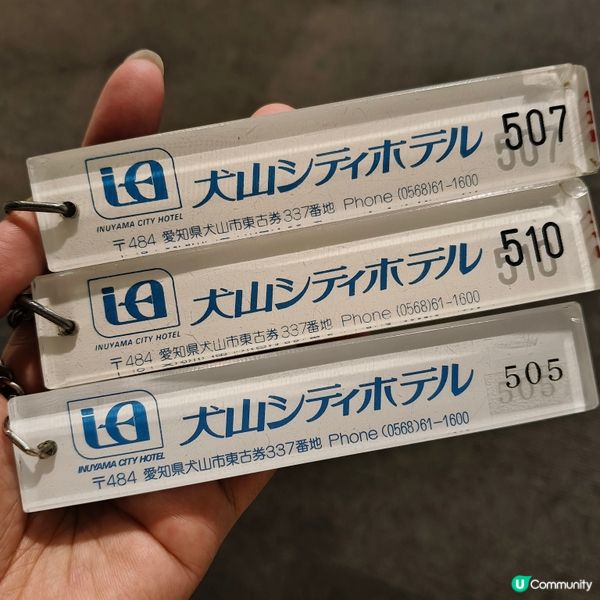 iA 犬山シティホテル 507
INUYAMA CITY HOTEL
〒484 愛知県犬山市東古券337番地 Phone (0568)61-1600
iA 犬山シティホテル 510
INUYAMA CITY HOTEL
〒484 愛知県犬山市東古券337番地 Phone (0568)61-1600
iA 犬山シティホテル 505
INUYAMA CITY HOTEL
〒484 愛知県犬山市東古券337番地 Phone (0568)61-1600
U Community